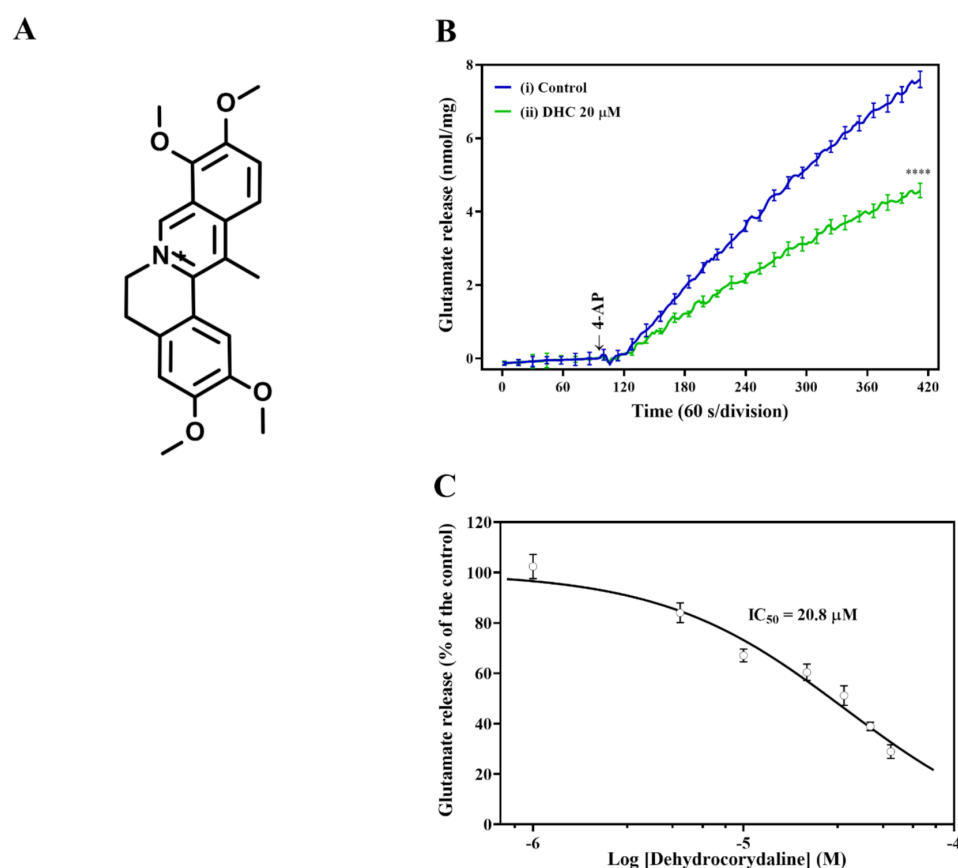 A
O
O
N
+
O
O
B
8
6
4
2
0
Glutamate release (nmol/mg)
(i) Control
(ii) DHC 20 μM
****
← 4-AP
0 60 120 180 240 300 360 420
Time (60 s/division)
C
120
100
80
60
40
20
0
Glutamate release (% of the control)
IC50 = 20.8 μM
-6 -5 -4
Log [Dehydrocorydaline] (M)